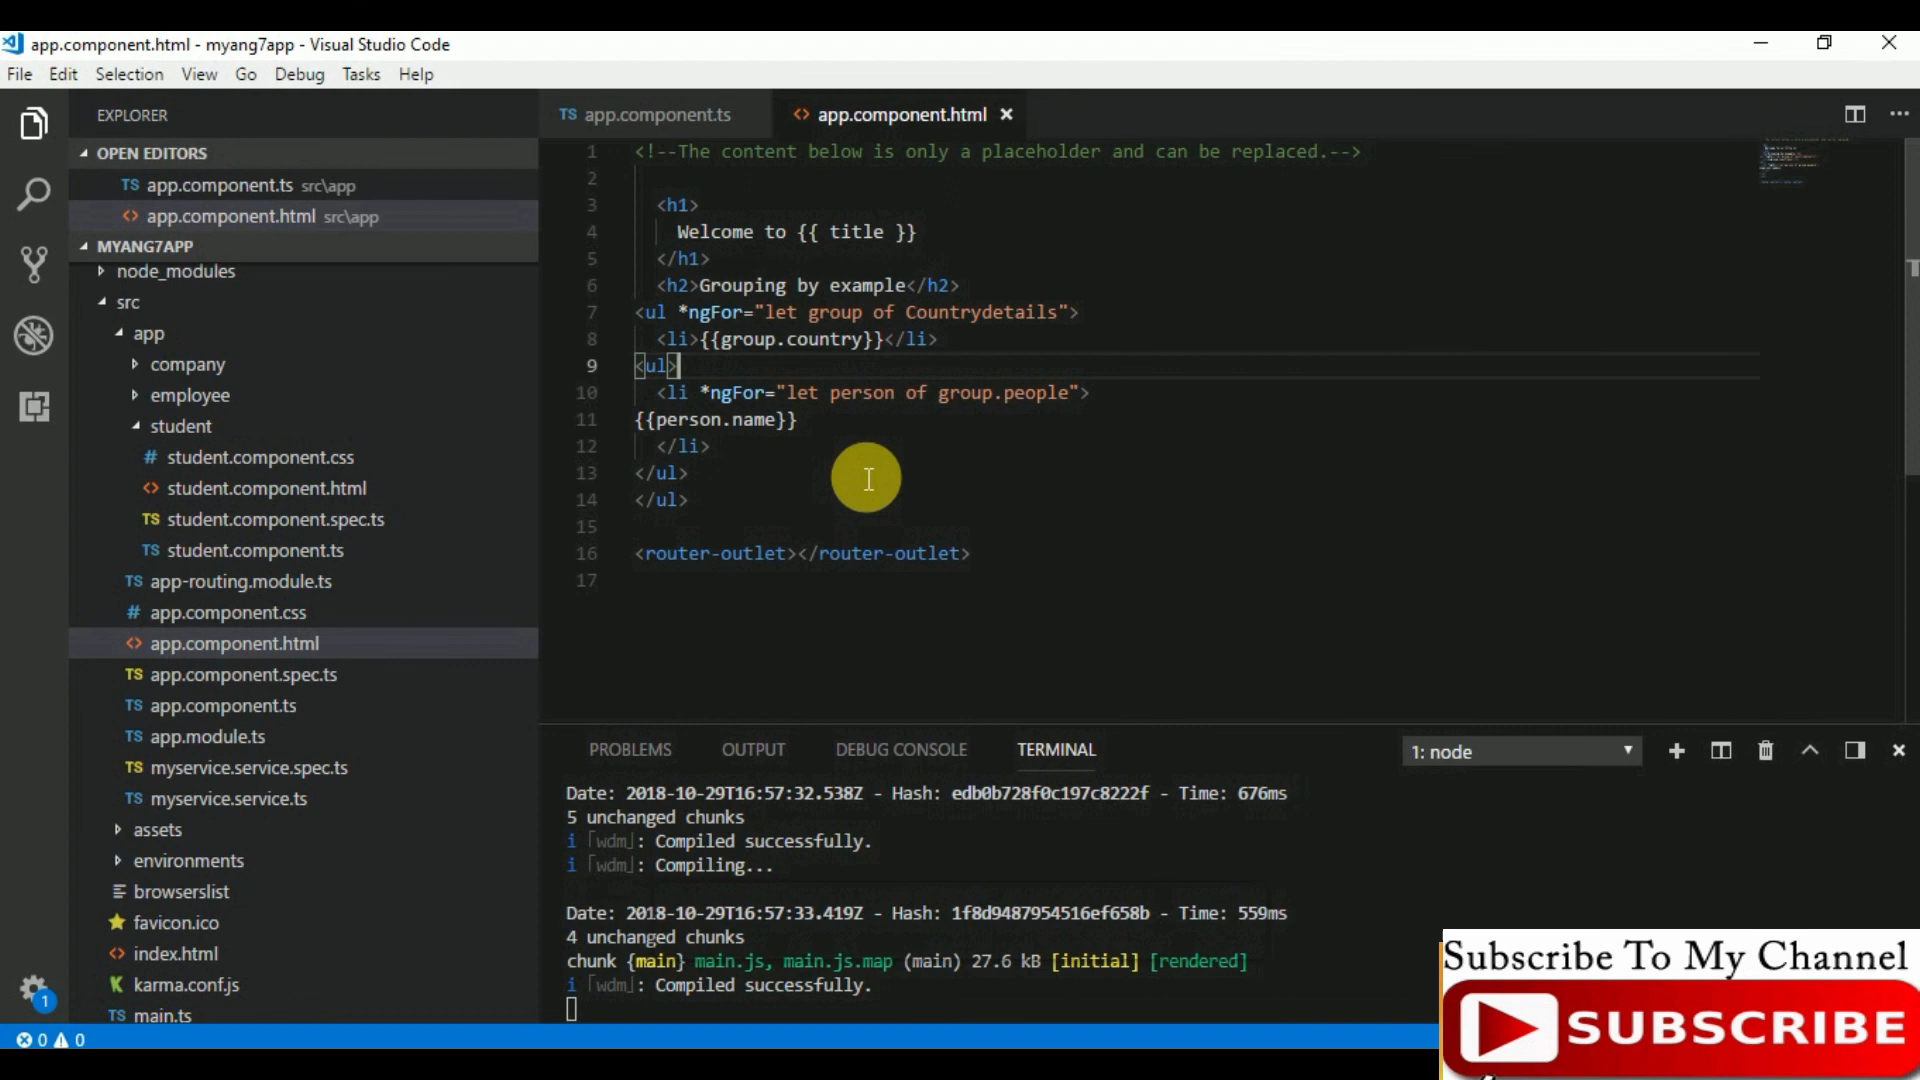 app.component.html - myang7app - Visual Studio Code
File Edit Selection View Go Debug Tasks Help
EXPLORER
OPEN EDITORS
TS app.component.ts src\app
<> app.component.html src\app
MYANG7APP
node_modules
src
app
company
employee
student
# student.component.css
<> student.component.html
TS student.component.spec.ts
TS student.component.ts
TS app-routing.module.ts
# app.component.css
<> app.component.html
TS app.component.spec.ts
TS app.component.ts
TS app.module.ts
TS myservice.service.spec.ts
TS myservice.service.ts
assets
environments
browserslist
favicon.ico
<> index.html
K karma.conf.js
TS main.ts
1
0 0
TS app.component.ts <> app.component.html
1 <!--The content below is only a placeholder and can be replaced.-->
2
3 <h1>
4 Welcome to {{ title }}
5 </h1>
6 <h2>Grouping by example</h2>
7 <ul *ngFor="let group of Countrydetails">
8 <li>{{group.country}}</li>
9 <ul>
10 <li *ngFor="let person of group.people">
11 {{person.name}}
12 </li>
13 </ul>
14 </ul>
15
16 <router-outlet></router-outlet>
17
PROBLEMS OUTPUT DEBUG CONSOLE TERMINAL 1: node
Date: 2018-10-29T16:57:32.538Z - Hash: edb0b728f0c197c8222f - Time: 676ms
5 unchanged chunks
i ｢wdm｣: Compiled successfully.
i ｢wdm｣: Compiling...
Date: 2018-10-29T16:57:33.419Z - Hash: 1f8d9487954516ef658b - Time: 559ms
4 unchanged chunks
chunk {main} main.js, main.js.map (main) 27.6 kB [initial] [rendered]
i ｢wdm｣: Compiled successfully.
Subscribe To My Channel
SUBSCRIBE